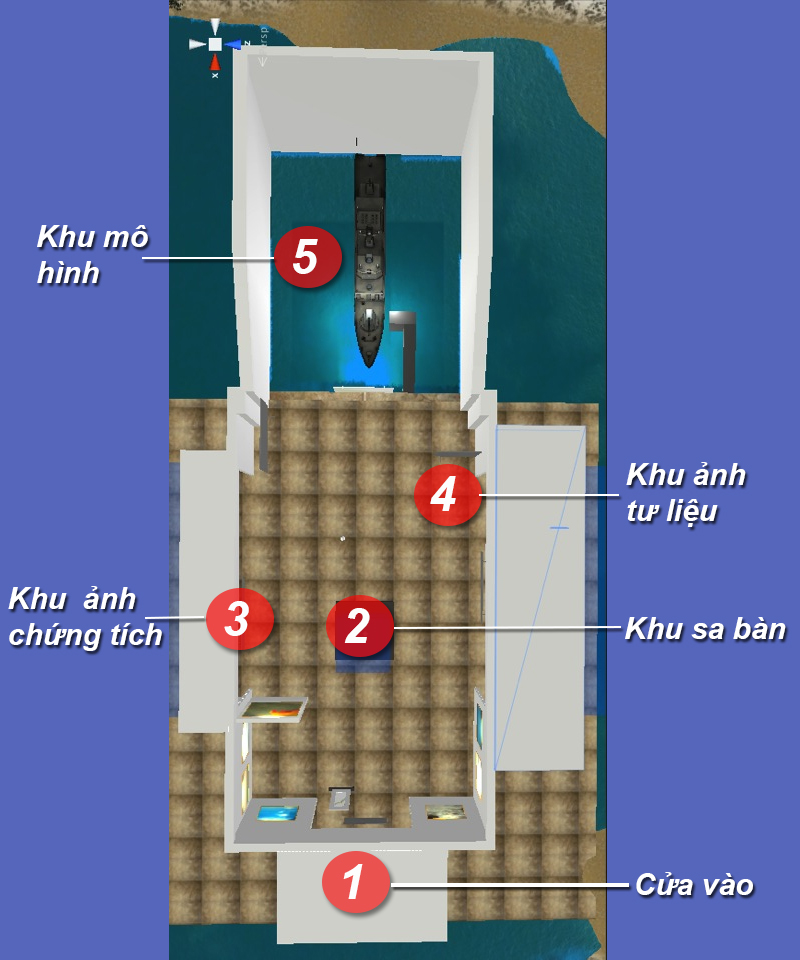 z
x
Khu mô
hình
5
4
Khu ảnh
tư liệu
Khu ảnh
chứng tích
3
2
Khu sa bàn
1
Cửa vào